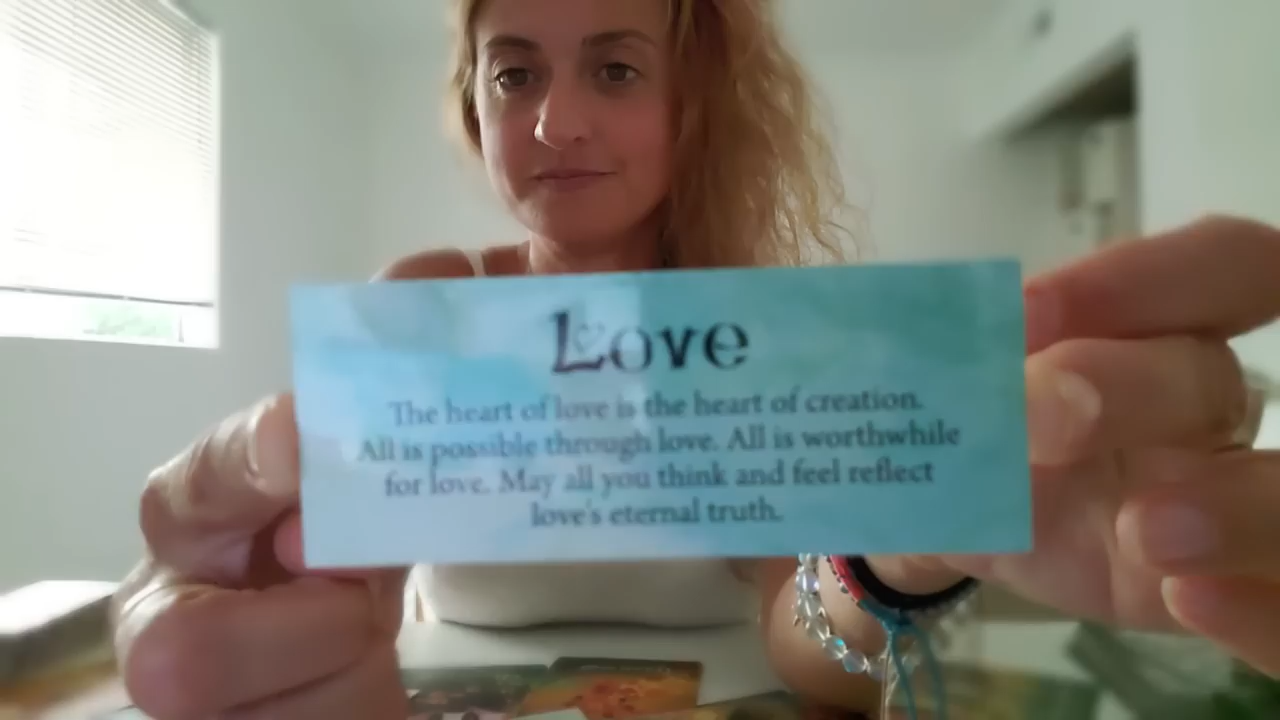 Love
The heart of love is the heart of creation.
All is possible through love. All is worthwhile
for love. May all you think and feel reflect
love's eternal truth.